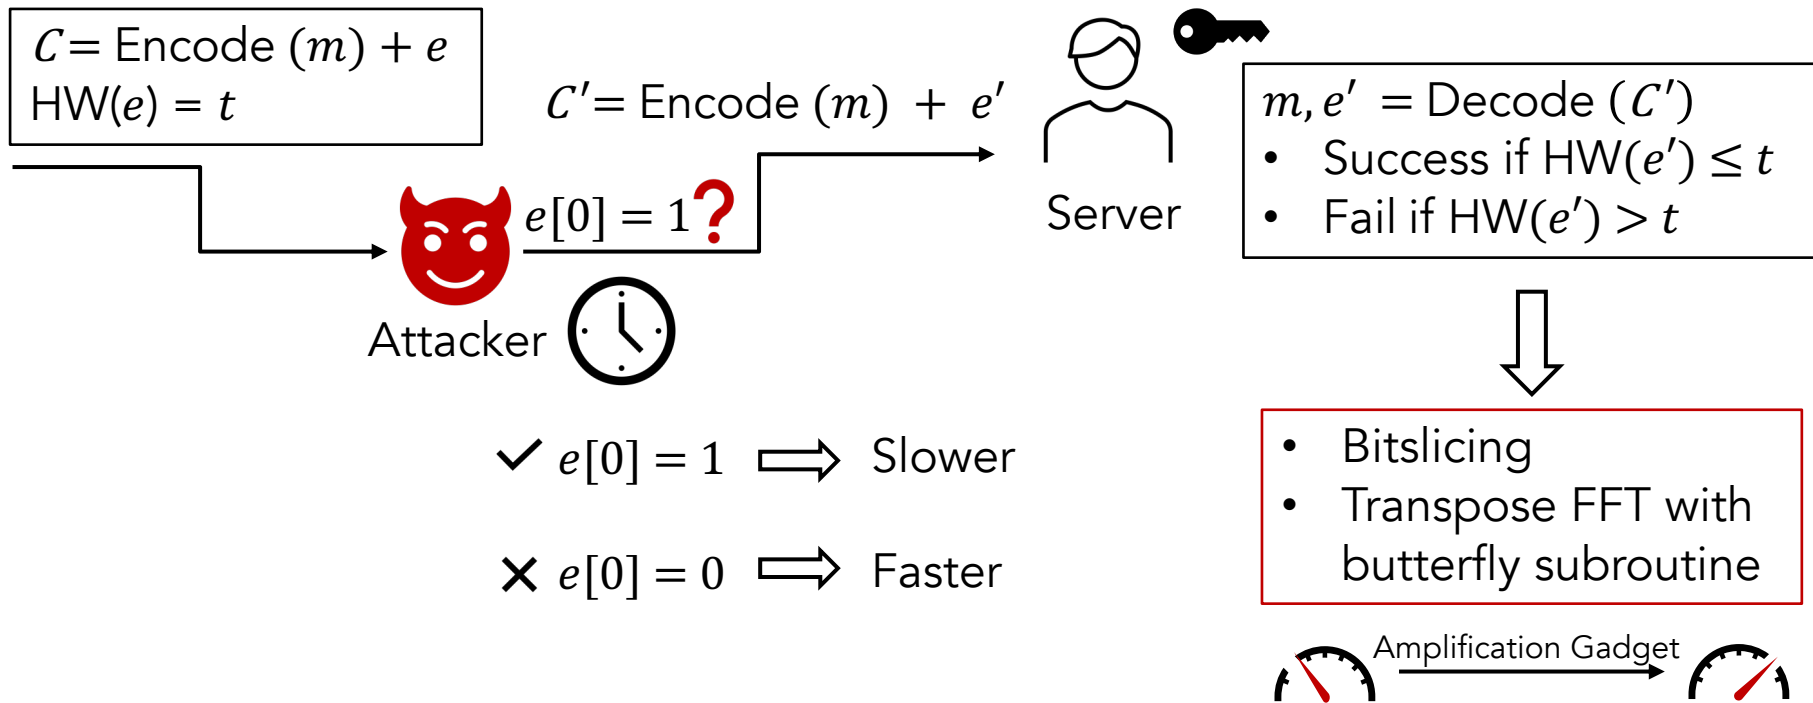 C = Encode (m) + e
HW(e) = t
C' = Encode (m) + e'
e[0] = 1?
Attacker
Server
m, e' = Decode (C')
• Success if HW(e') ≤ t
• Fail if HW(e') > t
✓ e[0] = 1 ⇨ Slower
✕ e[0] = 0 ⇨ Faster
• Bitslicing
• Transpose FFT with
butterfly subroutine
Amplification Gadget